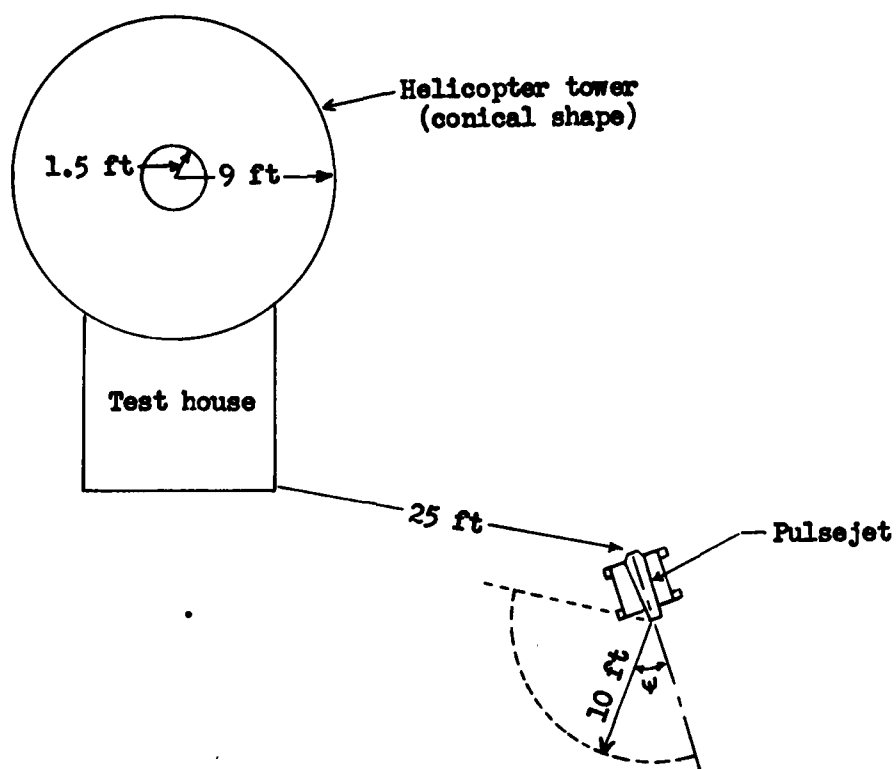 Helicopter tower
(conical shape)
1.5 ft
9 ft
Test house
25 ft
Pulsejet
10 ft
ψ